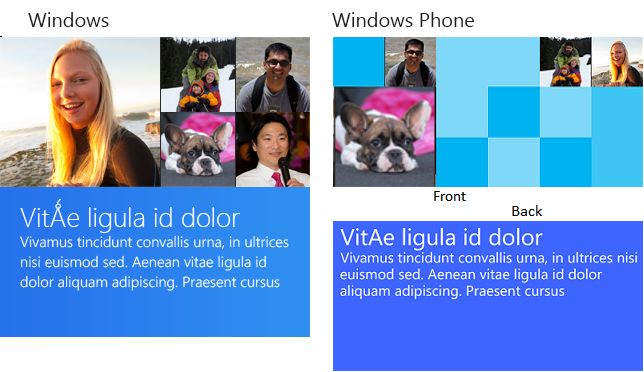 Windows
VitÅe ligula id dolor
Vivamus tincidunt convallis urna, in ultrices
nisi euismod sed. Aenean vitae ligula id
dolor aliquam adipiscing. Praesent cursus
Windows Phone
Front
Back
VitAe ligula id dolor
Vivamus tincidunt convallis urna, in ultrices
nisi euismod sed. Aenean vitae ligula id dolor
aliquam adipiscing. Praesent cursus